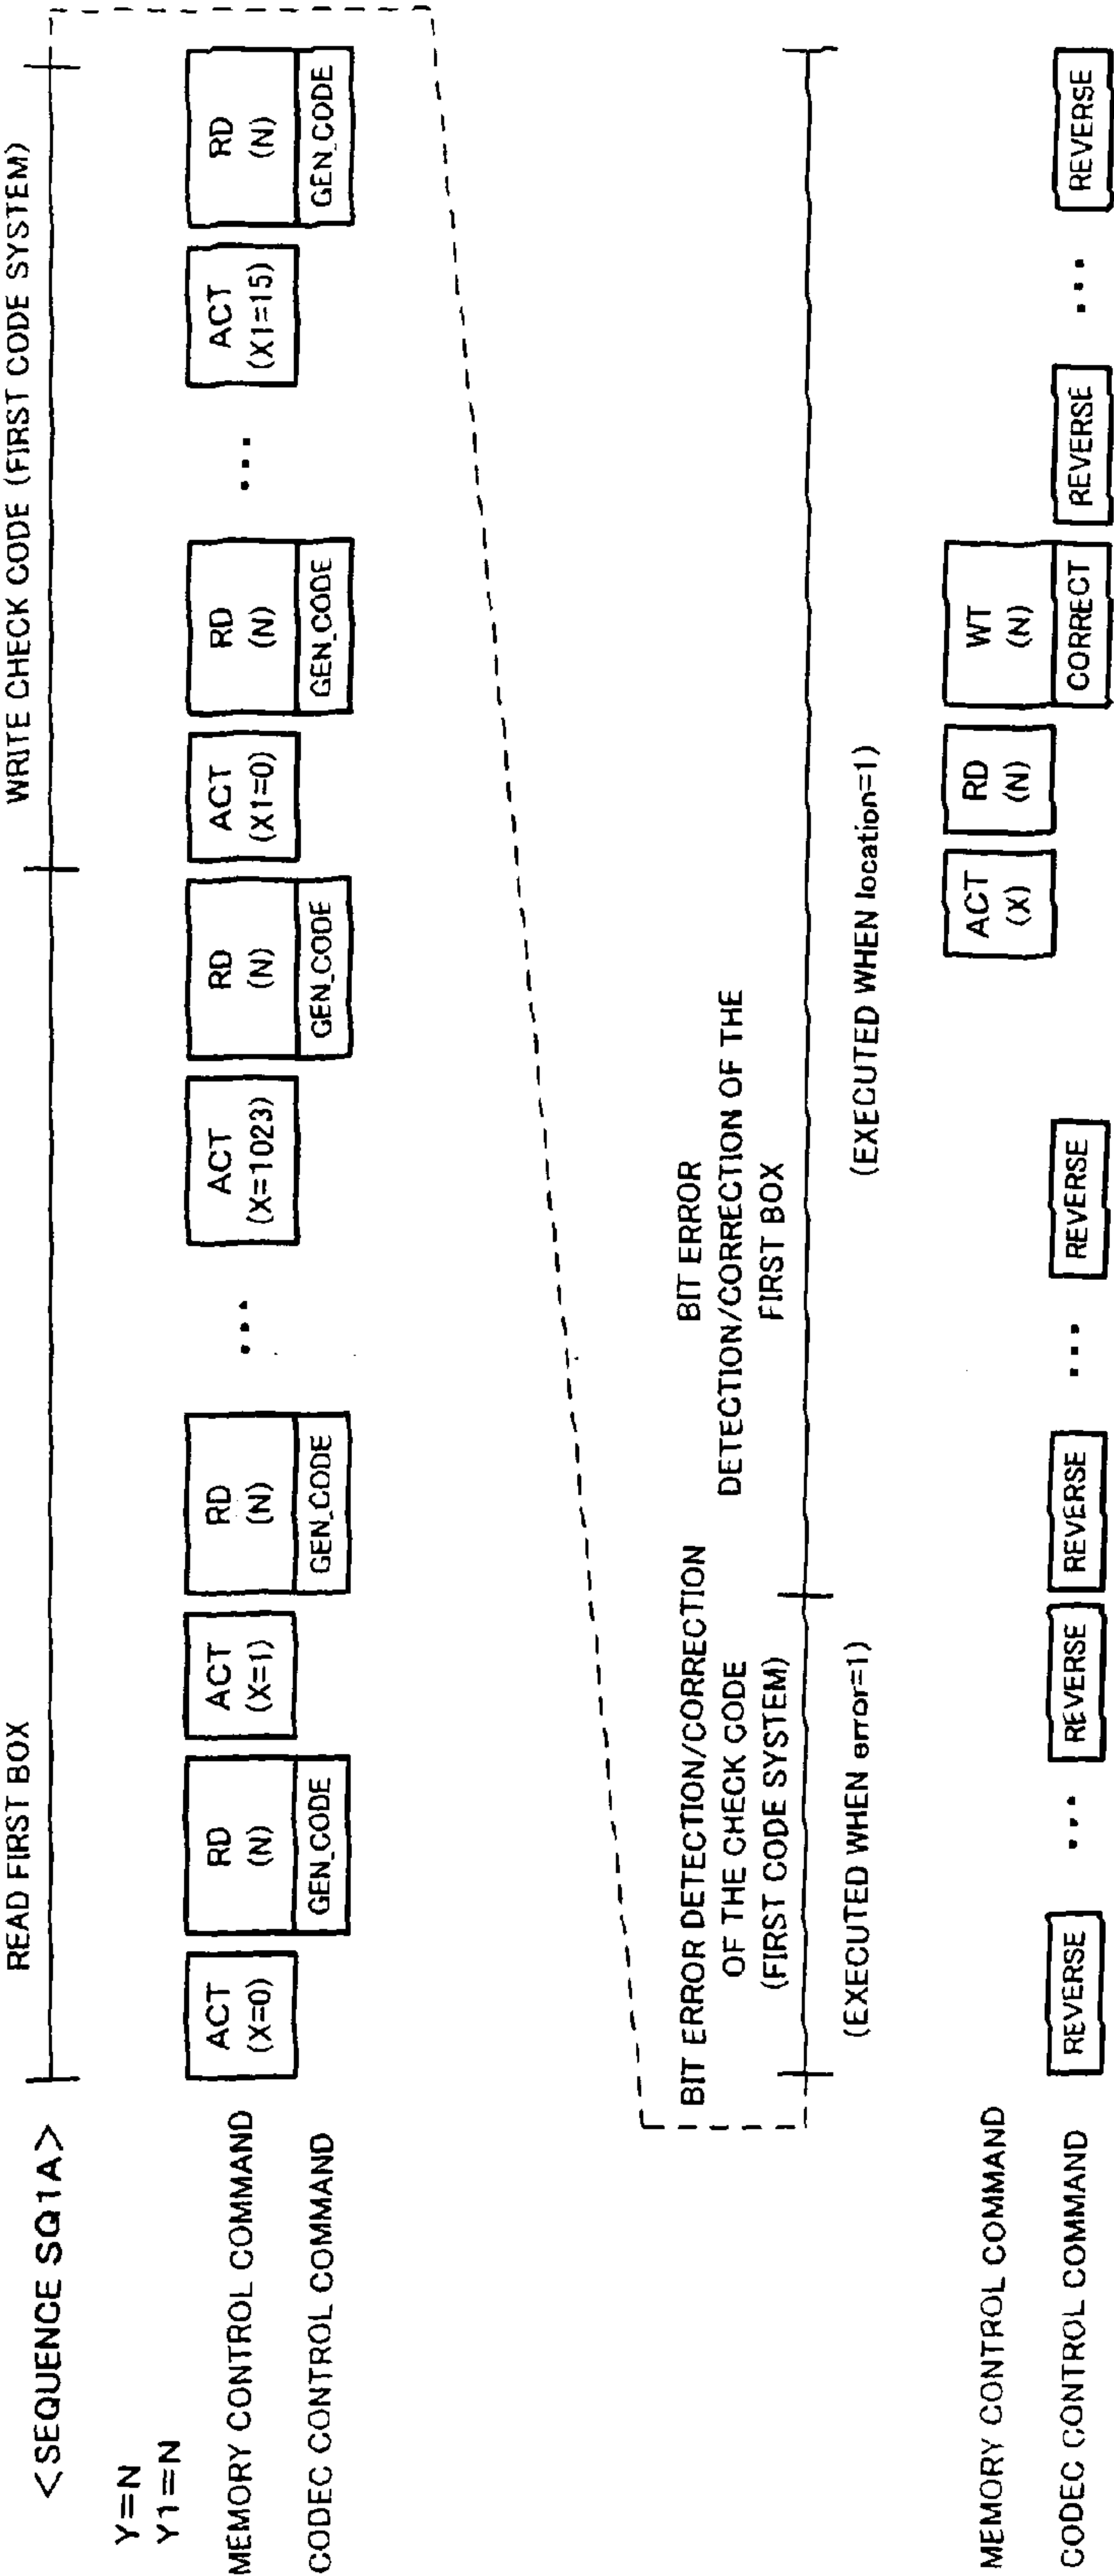 <SEQUENCE SQ1A>
READ FIRST BOX
WRITE CHECK CODE (FIRST CODE SYSTEM)
Y=N
Y1=N
MEMORY CONTROL COMMAND
ACT
(X=0)
RD
(N)
ACT
(X=1)
RD
(N)
...
ACT
(X=1023)
RD
(N)
ACT
(X1=0)
RD
(N)
...
ACT
(X1=15)
RD
(N)
CODEC CONTROL COMMAND
GEN_CODE
GEN_CODE
GEN_CODE
GEN_CODE
GEN_CODE
BIT ERROR DETECTION/CORRECTION
OF THE CHECK CODE
(FIRST CODE SYSTEM)
BIT ERROR
DETECTION/CORRECTION OF THE
FIRST BOX
(EXECUTED WHEN error=1)
(EXECUTED WHEN location=1)
MEMORY CONTROL COMMAND
ACT
(X)
RD
(N)
WT
(N)
CODEC CONTROL COMMAND
REVERSE
...
REVERSE
REVERSE
...
REVERSE
CORRECT
REVERSE
...
REVERSE